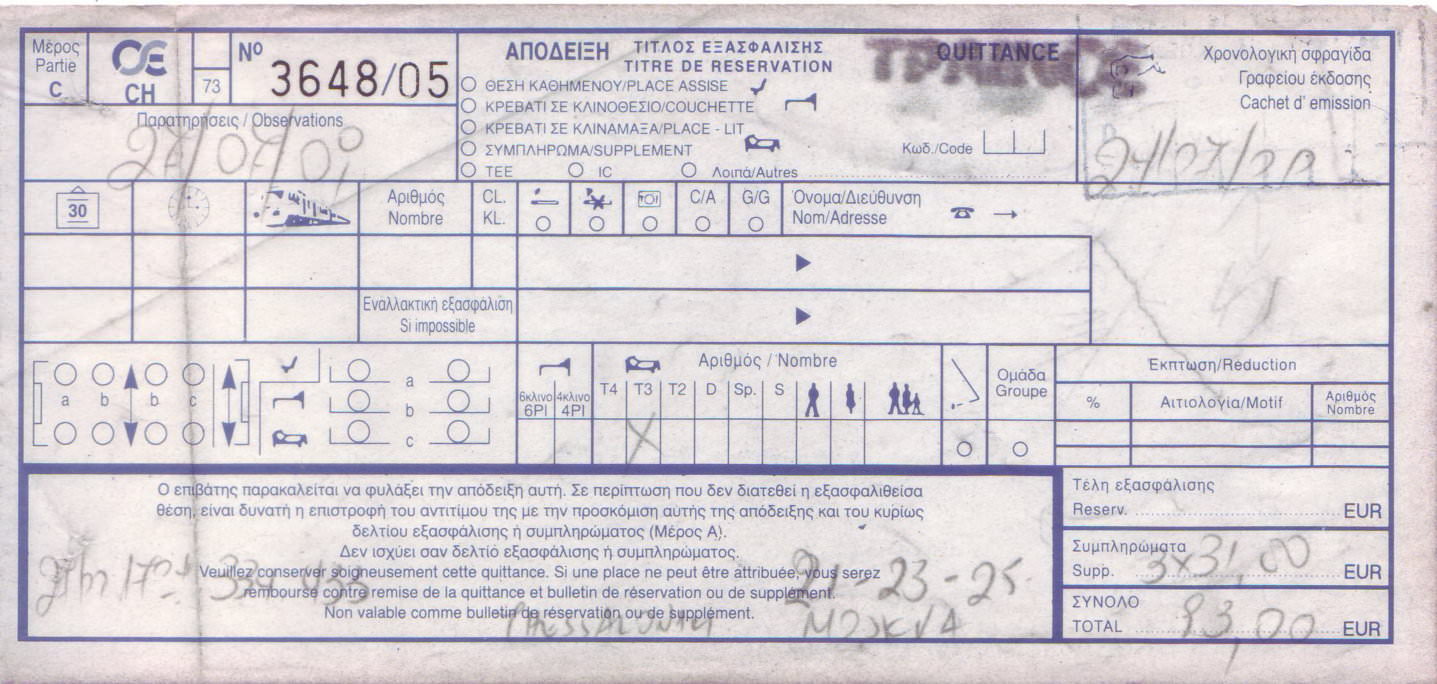 Μέρος
Partie
C
CH
73
Nº 3648/05
ΑΠΟΔΕΙΞΗ ΤΙΤΛΟΣ ΕΞΑΣΦΑΛΙΣΗΣ QUITTANCE
TITRE DE RESERVATION
ΘΕΣΗ ΚΑΘΗΜΕΝΟΥ/PLACE ASSISE
ΚΡΕΒΑΤΙ ΣΕ ΚΛΙΝΟΘΕΣΙΟ/COUCHETTE
ΚΡΕΒΑΤΙ ΣΕ ΚΛΙΝΑΜΑΞΑ/PLACE - LIT
ΣΥΜΠΛΗΡΩΜΑ/SUPPLEMENT
Κωδ./Code
ΤΕΕ IC Λοιπά/Autres
Χρονολογική σφραγίδα
Γραφείου έκδοσης
Cachet d' emission
Παρατηρήσεις / Observations
30
Αριθμός
Nombre
CL.
KL.
C/A
G/G
Όνομα/Διεύθυνση
Nom/Adresse
Εναλλακτική εξασφάλιση
Si impossible
a b b c
a
b
c
6κλινο
6PI
4κλινο
4PI
Αριθμός / Nombre
T4 T3 T2 D Sp. S
X
Ομάδα
Groupe
Έκπτωση/Reduction
% Αιτιολογία/Motif Αριθμός
Nombre
Ο επιβάτης παρακαλείται να φυλάξει την απόδειξη αυτή. Σε περίπτωση που δεν διατεθεί η εξασφαλιθείσα
θέση, είναι δυνατή η επιστροφή του αντιτίμου της με την προσκόμιση αυτής της απόδειξης και του κυρίως
δελτίου εξασφάλισης ή συμπληρώματος (Μέρος Α).
Δεν ισχύει σαν δελτίο εξασφάλισης ή συμπληρώματος.
Veuillez conserver soigneusement cette quittance. Si une place ne peut être attribuée, vous serez
remboursé contre remise de la quittance et bulletin de réservation ou de supplément.
Non valable comme bulletin de réservation ou de supplément.
21-23-25
Τέλη εξασφάλισης
Reserv. EUR
Συμπληρώματα
Supp. 3x31,00 EUR
ΣΥΝΟΛΟ
TOTAL 93,00 EUR